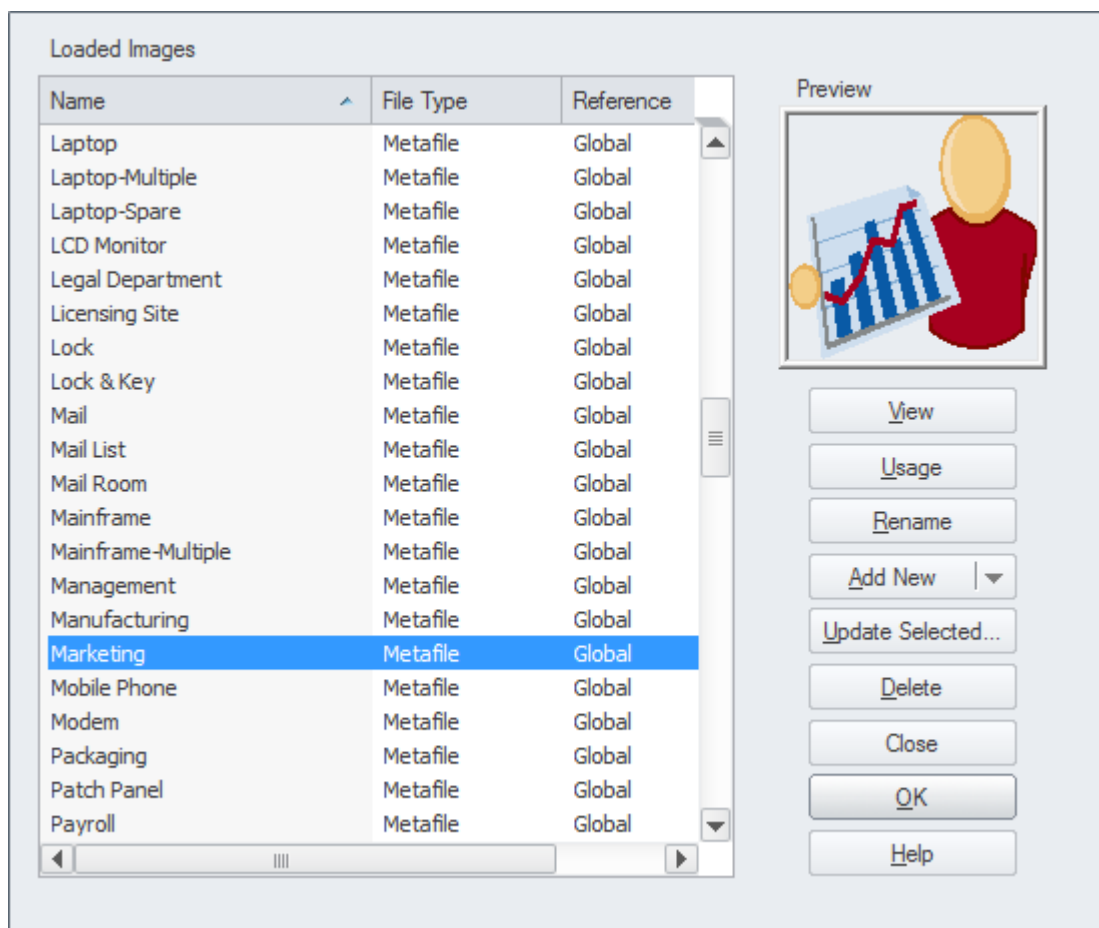 Loaded Images
Name File Type Reference
Laptop Metafile Global
Laptop-Multiple Metafile Global
Laptop-Spare Metafile Global
LCD Monitor Metafile Global
Legal Department Metafile Global
Licensing Site Metafile Global
Lock Metafile Global
Lock & Key Metafile Global
Mail Metafile Global
Mail List Metafile Global
Mail Room Metafile Global
Mainframe Metafile Global
Mainframe-Multiple Metafile Global
Management Metafile Global
Manufacturing Metafile Global
Marketing Metafile Global
Mobile Phone Metafile Global
Modem Metafile Global
Packaging Metafile Global
Patch Panel Metafile Global
Payroll Metafile Global
Preview
View
Usage
Rename
Add New
Update Selected...
Delete
Close
OK
Help